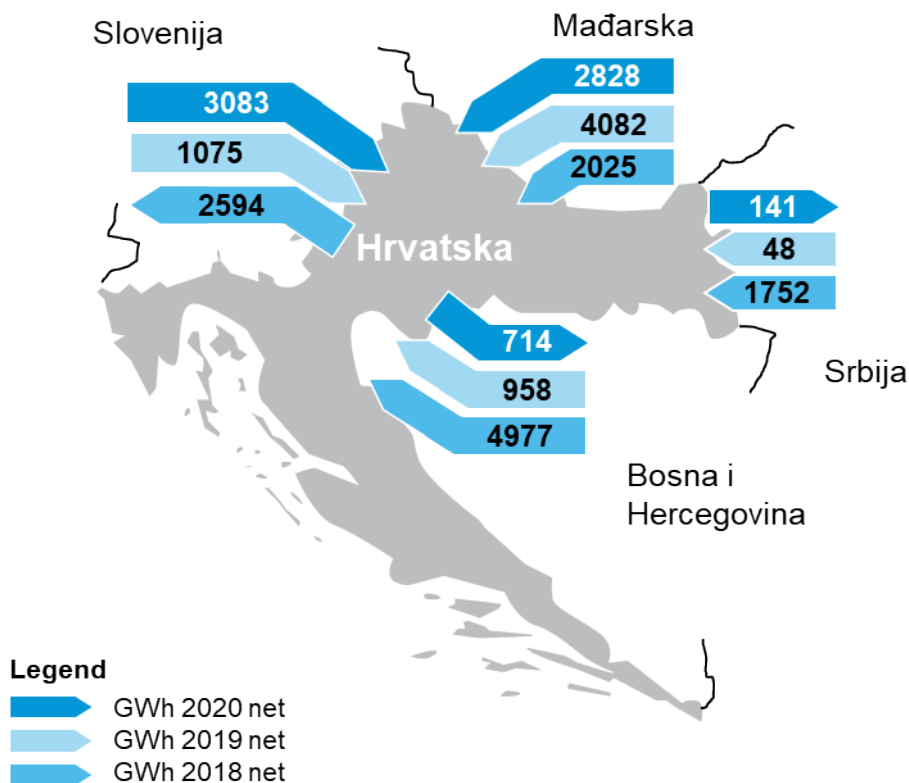 Slovenija
Mađarska
3083
1075
2594
2828
4082
2025
141
48
1752
Hrvatska
714
958
4977
Srbija
Bosna i
Hercegovina
Legend
GWh 2020 net
GWh 2019 net
GWh 2018 net